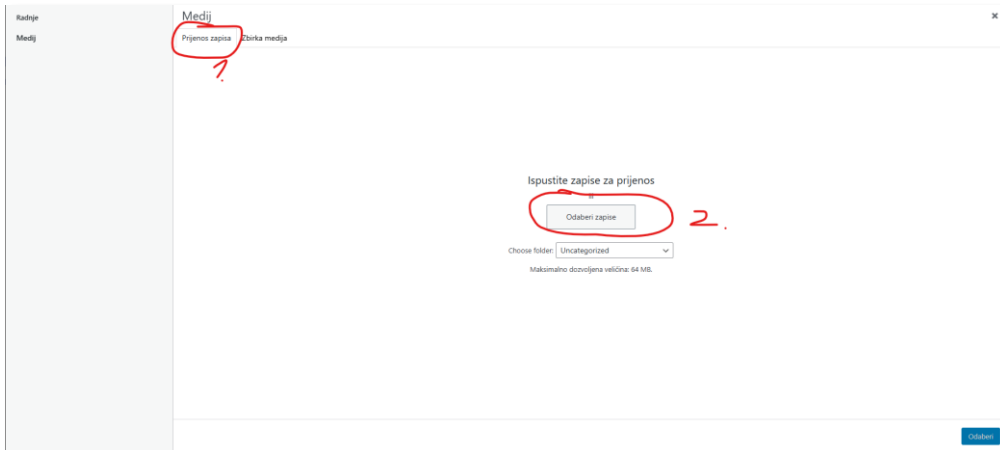 Radnje
Medij
Medij
Prijenos zapisa Zbirka medija
1.
Ispustite zapise za prijenos
Odaberi zapise
2.
Choose folder: Uncategorized
Maksimalno dozvoljena veličina: 64 MB.
Odaberi